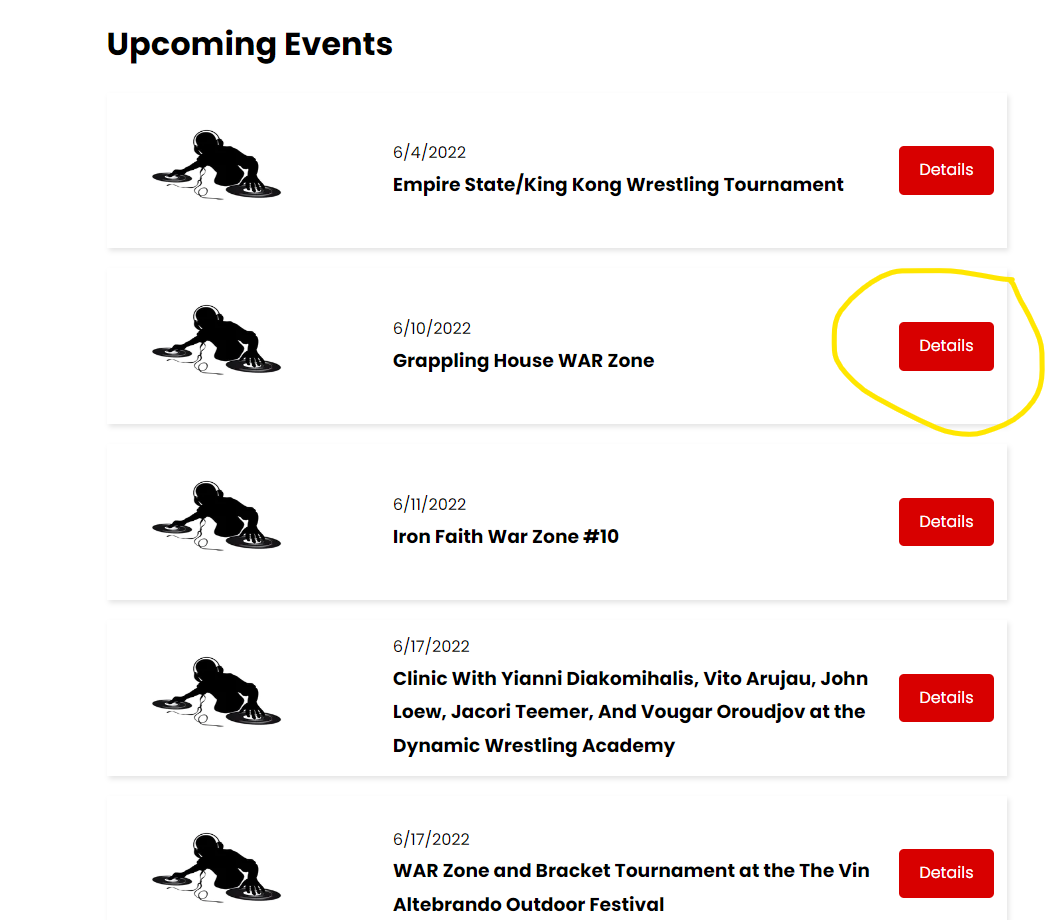 Upcoming Events
6/4/2022
Empire State/King Kong Wrestling Tournament
Details
6/10/2022
Grappling House WAR Zone
Details
6/11/2022
Iron Faith War Zone #10
Details
6/17/2022
Clinic With Yianni Diakomihalis, Vito Arujau, John
Loew, Jacori Teemer, And Vougar Oroudjov at the
Dynamic Wrestling Academy
Details
6/17/2022
WAR Zone and Bracket Tournament at the The Vin
Altebrando Outdoor Festival
Details